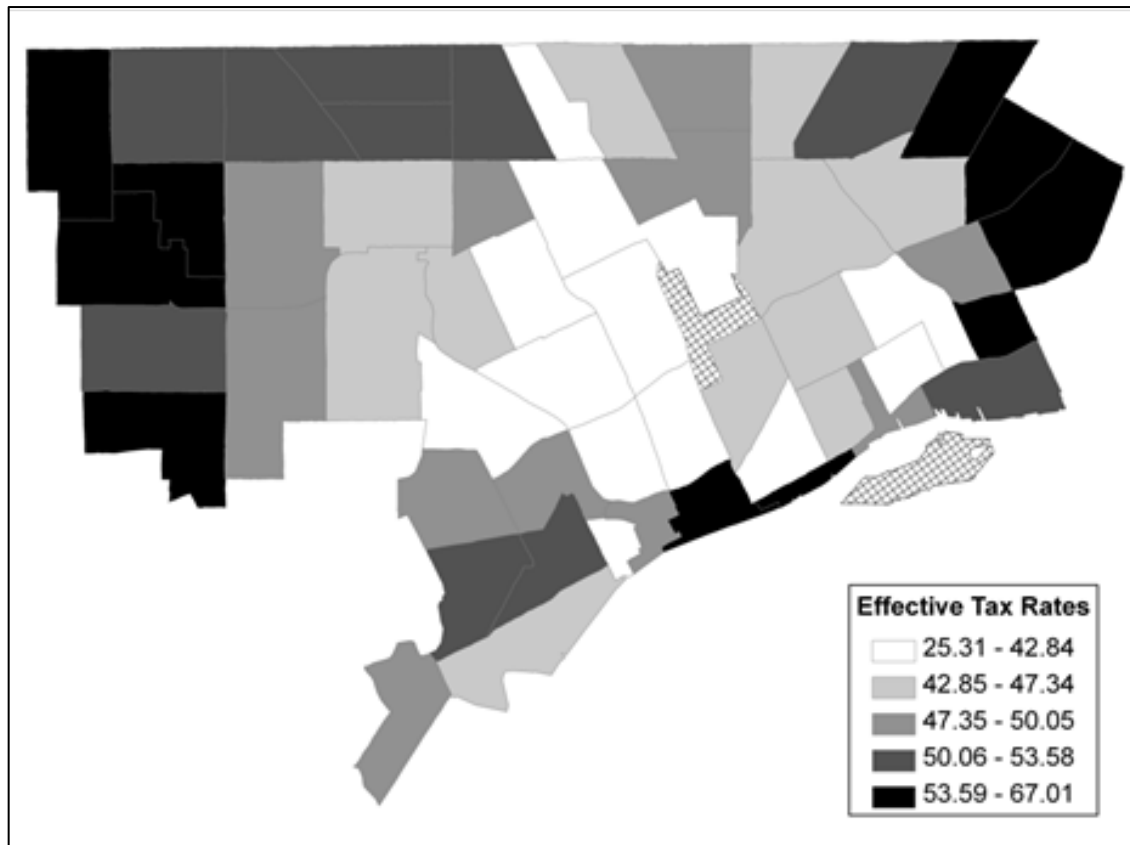 Effective Tax Rates
25.31 - 42.84
42.85 - 47.34
47.35 - 50.05
50.06 - 53.58
53.59 - 67.01